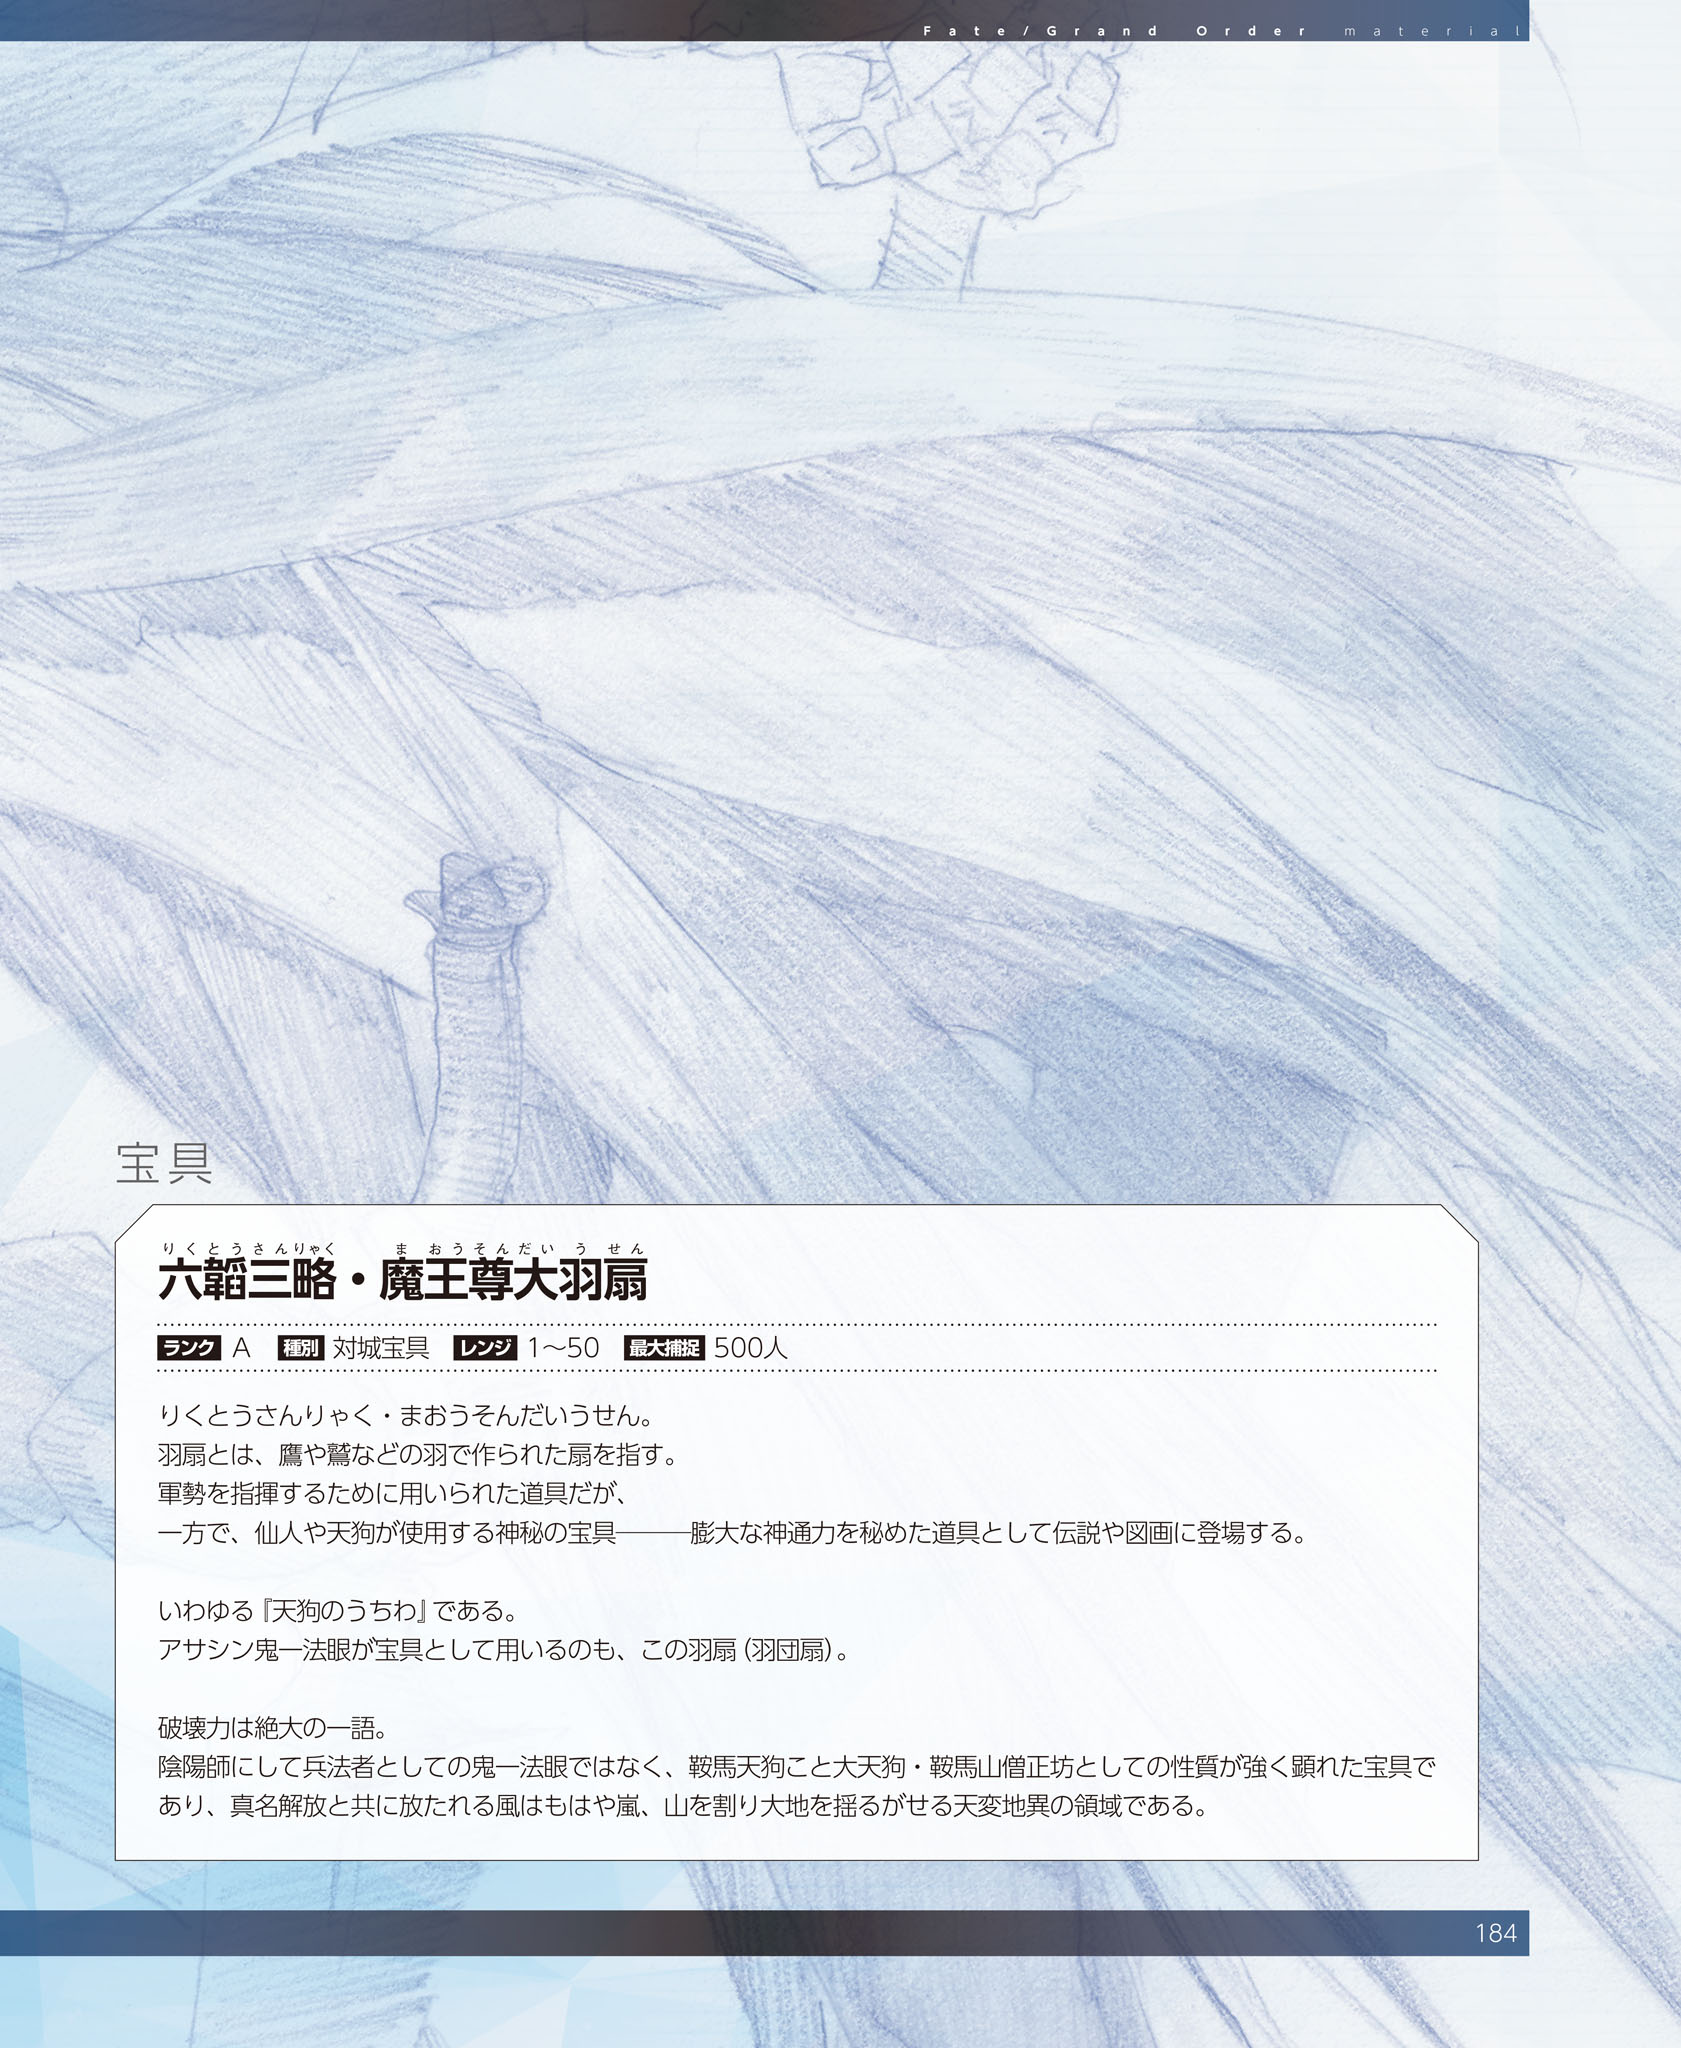 Fate/Grand Order material
宝具
りくとうさんりゃく まおうそんだいうせん
六韜三略・魔王尊大羽扇
ランク A 種別 対城宝具 レンジ 1～50 最大捕捉 500人
りくとうさんりゃく・まおうそんだいうせん。
羽扇とは、鷹や鷲などの羽で作られた扇を指す。
軍勢を指揮するために用いられた道具だが、
一方で、仙人や天狗が使用する神秘の宝具―――膨大な神通力を秘めた道具として伝説や図画に登場する。
いわゆる『天狗のうちわ』である。
アサシン鬼一法眼が宝具として用いるのも、この羽扇（羽団扇）。
破壊力は絶大の一語。
陰陽師にして兵法者としての鬼一法眼ではなく、鞍馬天狗こと大天狗・鞍馬山僧正坊としての性質が強く顕れた宝具で
あり、真名解放と共に放たれる風はもはや嵐、山を割り大地を揺るがせる天変地異の領域である。
184